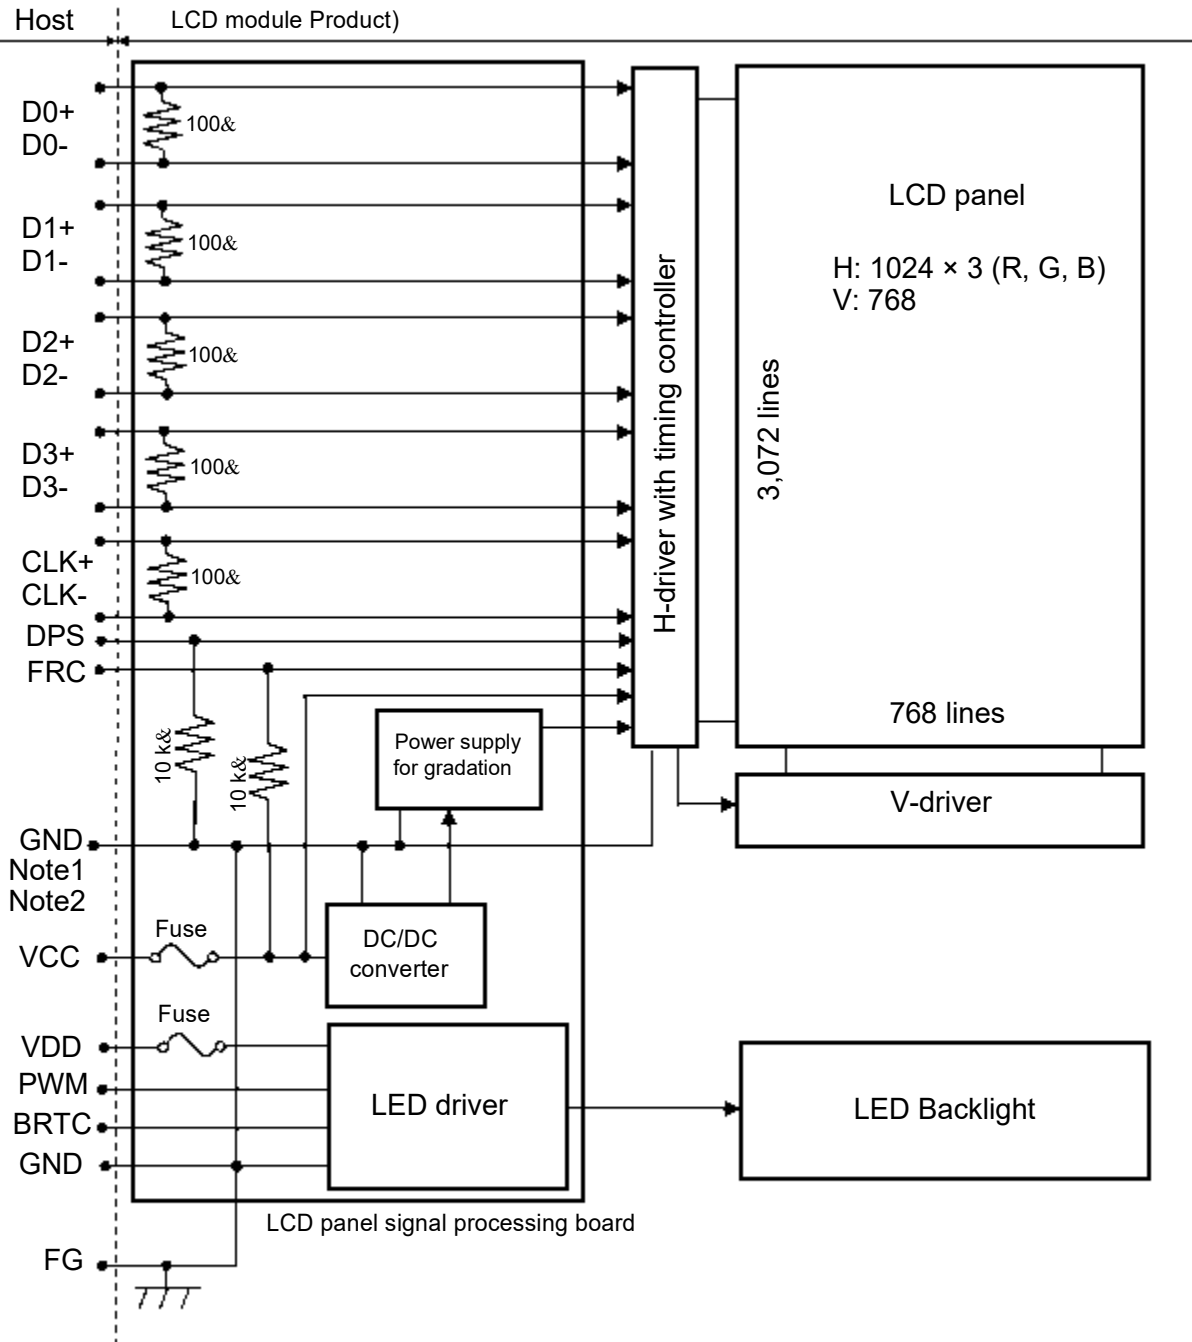 Host
LCD module Product)
D0+
D0-
100&
D1+
D1-
100&
D2+
D2-
100&
D3+
D3-
100&
CLK+
CLK-
100&
DPS
FRC
10 k&
10 k&
H-driver with timing controller
LCD panel
H: 1024 × 3 (R, G, B)
V: 768
3,072 lines
768 lines
Power supply
for gradation
V-driver
GND
Note1
Note2
Fuse
VCC
DC/DC
converter
Fuse
VDD
PWM
BRTC
GND
LED driver
LED Backlight
LCD panel signal processing board
FG